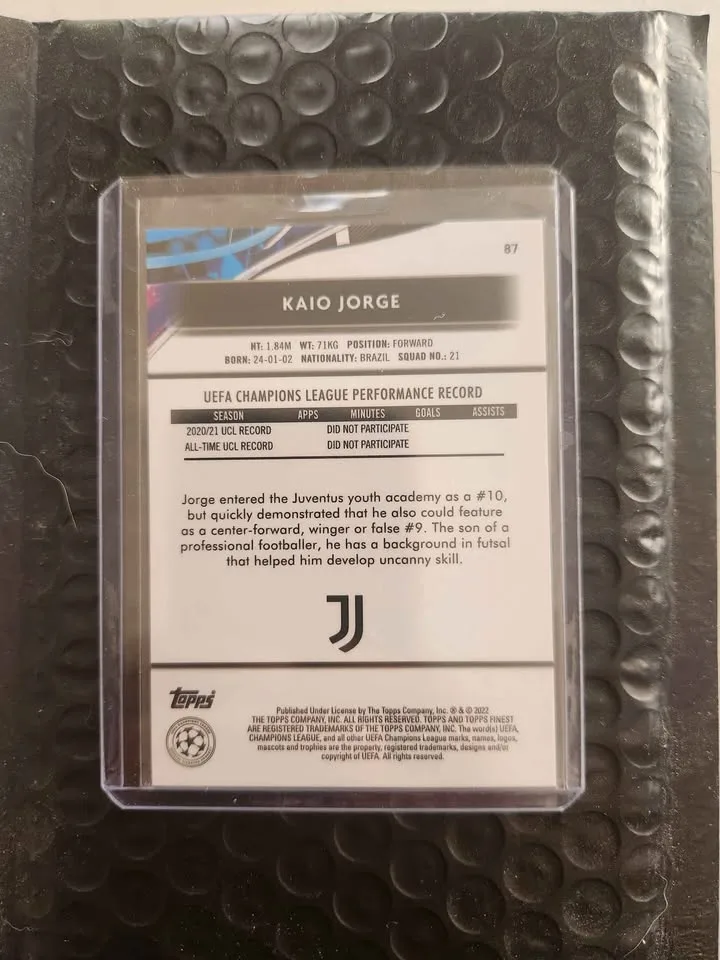 87
KAIO JORGE
HT: 1.84M WT: 71KG POSITION: FORWARD
BORN: 24-01-02 NATIONALITY: BRAZIL SQUAD NO.: 21
UEFA CHAMPIONS LEAGUE PERFORMANCE RECORD
SEASON APPS MINUTES GOALS ASSISTS
2020/21 UCL RECORD DID NOT PARTICIPATE
ALL-TIME UCL RECORD DID NOT PARTICIPATE
Jorge entered the Juventus youth academy as a #10,
but quickly demonstrated that he also could feature
as a center-forward, winger or false #9. The son of a
professional footballer, he has a background in futsal
that helped him develop uncanny skill.
Topps
Published Under License by The Topps Company, Inc. ® & © 2022
THE TOPPS COMPANY, INC. ALL RIGHTS RESERVED. TOPPS AND TOPPS FINEST
ARE REGISTERED TRADEMARKS OF THE TOPPS COMPANY, INC. The word(s) UEFA,
CHAMPIONS LEAGUE, and all other UEFA Champions League marks, names, logos,
mascots and trophies are the property, registered trademarks, designs and/or
copyright of UEFA. All rights reserved.